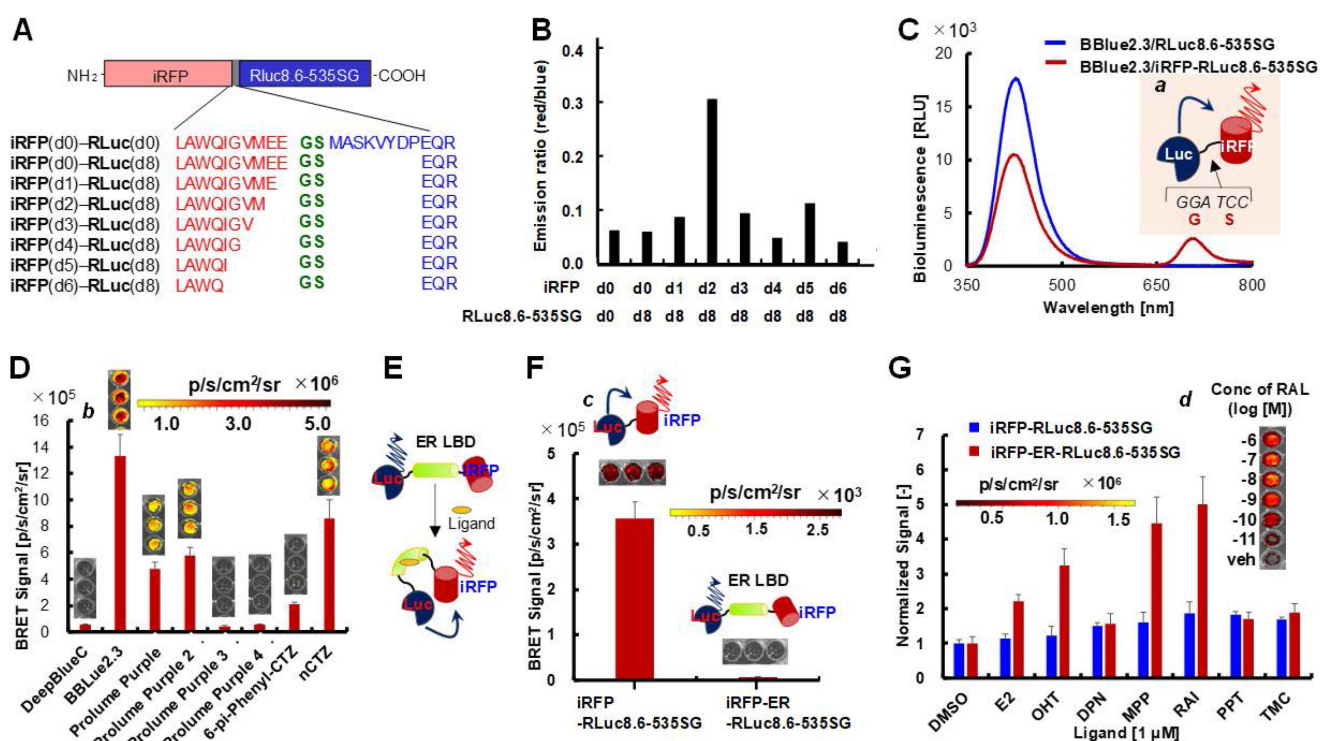 A
NH2
iRFP
Rluc8.6-535SG
-COOH
iRFP(d0)–RLuc(d0) LAWQIGVMEE GS MASKVYDPEQR
iRFP(d0)–RLuc(d8) LAWQIGVMEE GS EQR
iRFP(d1)–RLuc(d8) LAWQIGVME GS EQR
iRFP(d2)–RLuc(d8) LAWQIGVM GS EQR
iRFP(d3)–RLuc(d8) LAWQIGV GS EQR
iRFP(d4)–RLuc(d8) LAWQIG GS EQR
iRFP(d5)–RLuc(d8) LAWQI GS EQR
iRFP(d6)–RLuc(d8) LAWQ GS EQR
B
Emission ratio (red/blue)
0.4
0.3
0.2
0.1
0.0
iRFP d0 d0 d1 d2 d3 d4 d5 d6
RLuc8.6-535SG d0 d8 d8 d8 d8 d8 d8 d8
C
×10³
Bioluminescence [RLU]
20
15
10
5
0
350 450 550 650 800
Wavelength [nm]
BBlue2.3/RLuc8.6-535SG
BBlue2.3/iRFP-RLuc8.6-535SG
a
Luc
iRFP
GGA TCC
G S
D
×10⁵
BRET Signal [p/s/cm²/sr]
16
14
12
10
8
6
4
2
0
b
p/s/cm²/sr ×10⁶
1.0 3.0 5.0
DeepBlueC
BBLue2.3
Prolume Purple
Prolume Purple 2
Prolume Purple 3
Prolume Purple 4
6-pi-Phenyl-CTZ
nCTZ
E
ER LBD
Luc
iRFP
Ligand
iRFP
Luc
F
c
Luc
iRFP
×10⁵
BRET Signal [p/s/cm²/sr]
5
4
3
2
1
0
p/s/cm²/sr ×10³
0.5 1.5 2.5
ER LBD
Luc
iRFP
iRFP
-RLuc8.6-535SG
iRFP-ER
-RLuc8.6-535SG
G
Normalized Signal [-]
7
6
5
4
3
2
1
0
iRFP-RLuc8.6-535SG
iRFP-ER-RLuc8.6-535SG
p/s/cm²/sr ×10⁶
0.5 1.0 1.5
d
Conc of RAL
(log [M])
-6
-7
-8
-9
-10
-11
veh
DMSO
E2
OHT
DPN
MPP
RAI
PPT
TMC
Ligand [1 µM]